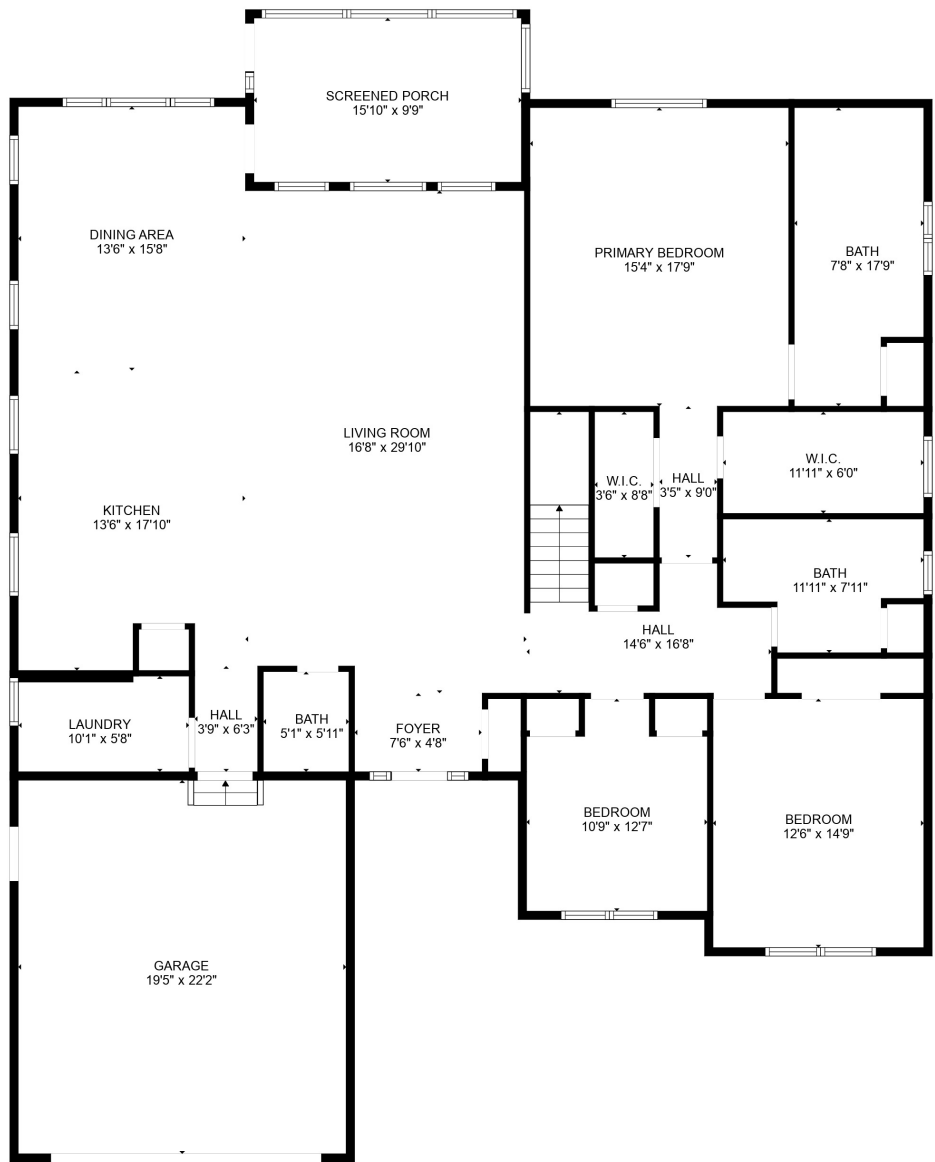 SCREENED PORCH
15'10" x 9'9"
DINING AREA
13'6" x 15'8"
PRIMARY BEDROOM
15'4" x 17'9"
BATH
7'8" x 17'9"
LIVING ROOM
16'8" x 29'10"
KITCHEN
13'6" x 17'10"
W.I.C.
3'6" x 8'8"
HALL
3'5" x 9'0"
W.I.C.
11'11" x 6'0"
BATH
11'11" x 7'11"
HALL
14'6" x 16'8"
LAUNDRY
10'1" x 5'8"
HALL
3'9" x 6'3"
BATH
5'1" x 5'11"
FOYER
7'6" x 4'8"
BEDROOM
10'9" x 12'7"
BEDROOM
12'6" x 14'9"
GARAGE
19'5" x 22'2"